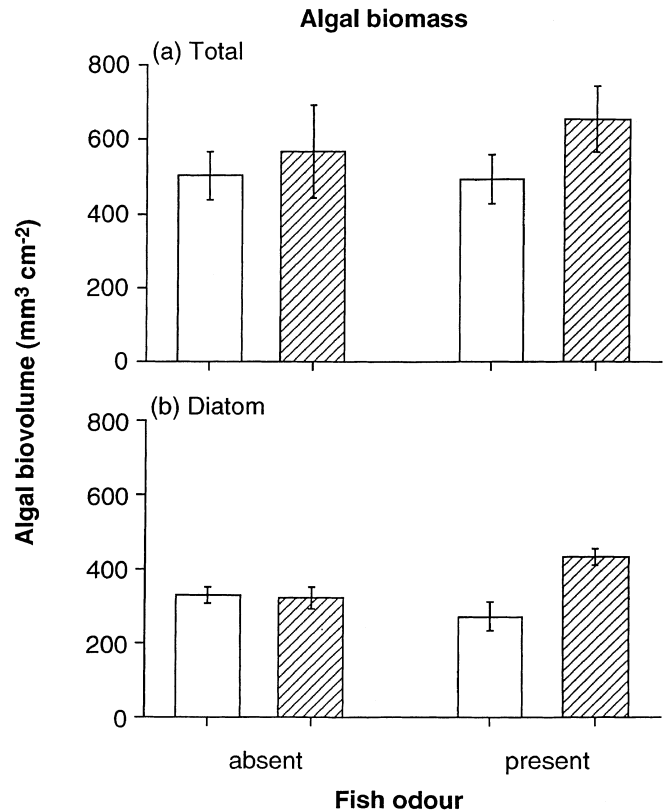 Algal biomass
(a) Total
800
600
400
200
0
Algal biovolume (mm³ cm⁻²)
(b) Diatom
800
600
400
200
0
absent present
Fish odour